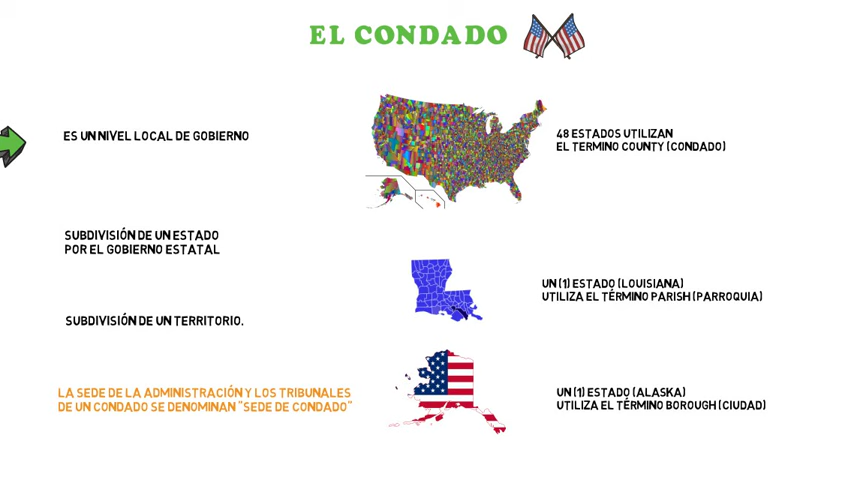 EL CONDADO
ES UN NIVEL LOCAL DE GOBIERNO
48 ESTADOS UTILIZAN
EL TERMINO COUNTY (CONDADO)
SUBDIVISIÓN DE UN ESTADO
POR EL GOBIERNO ESTATAL
UN (1) ESTADO (LOUISIANA)
UTILIZA EL TÉRMINO PARISH (PARROQUIA)
SUBDIVISIÓN DE UN TERRITORIO.
LA SEDE DE LA ADMINISTRACIÓN Y LOS TRIBUNALES
DE UN CONDADO SE DENOMINAN "SEDE DE CONDADO"
UN (1) ESTADO (ALASKA)
UTILIZA EL TÉRMINO BOROUGH (CIUDAD)